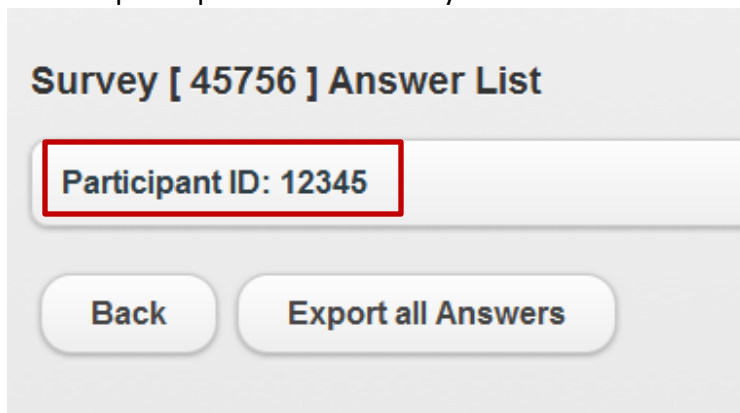 Survey [ 45756 ] Answer List
Participant ID: 12345
Back Export all Answers